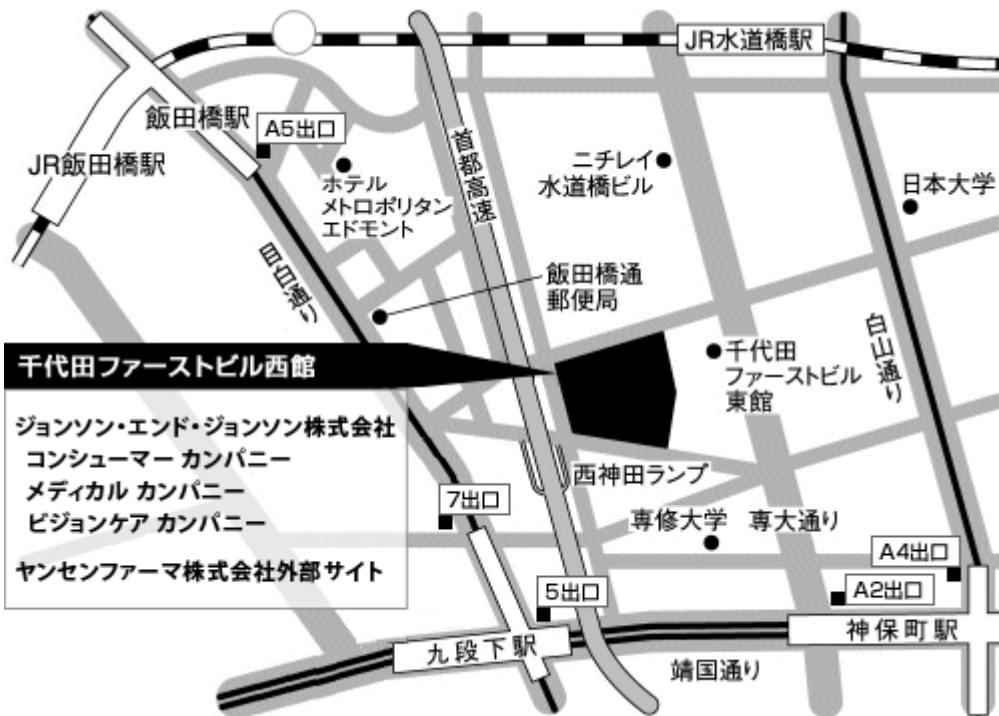 JR水道橋駅
飯田橋駅
A5出口
JR飯田橋駅
ホテル
メトロポリタン
エドモント
首都高速
ニチレイ
水道橋ビル
日本大学
目白通り
飯田橋通
郵便局
千代田ファーストビル西館
千代田
ファーストビル
東館
白山通り
ジョンソン・エンド・ジョンソン株式会社
コンシューマー カンパニー
メディカル カンパニー
ビジョンケア カンパニー
ヤンセンファーマ株式会社外部サイト
西神田ランプ
7出口
専修大学
専大通り
A4出口
A2出口
5出口
九段下駅
神保町駅
靖国通り